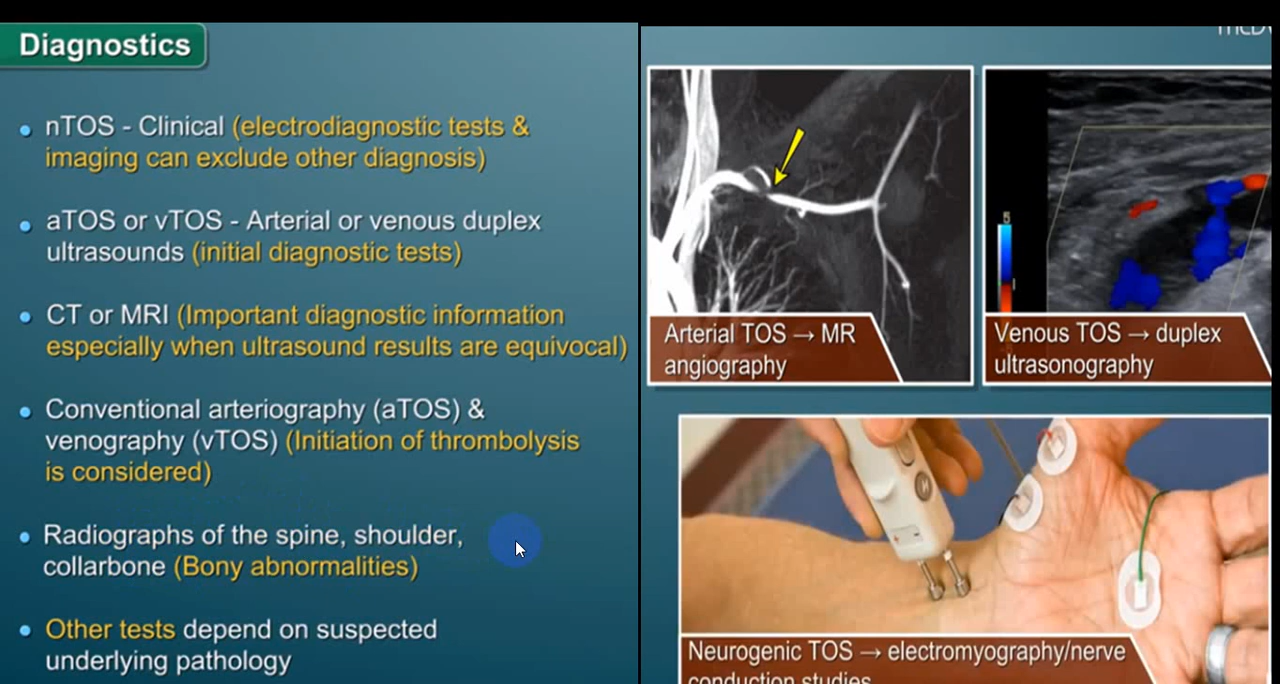 Diagnostics
nTOS - Clinical (electrodiagnostic tests &
imaging can exclude other diagnosis)
aTOS or vTOS - Arterial or venous duplex
ultrasounds (initial diagnostic tests)
CT or MRI (Important diagnostic information
especially when ultrasound results are equivocal)
Conventional arteriography (aTOS) &
venography (vTOS) (Initiation of thrombolysis
is considered)
Radiographs of the spine, shoulder,
collarbone (Bony abnormalities)
Other tests depend on suspected
underlying pathology
Arterial TOS → MR
angiography
5
Venous TOS → duplex
ultrasonography
Neurogenic TOS → electromyography/nerve
conduction studies